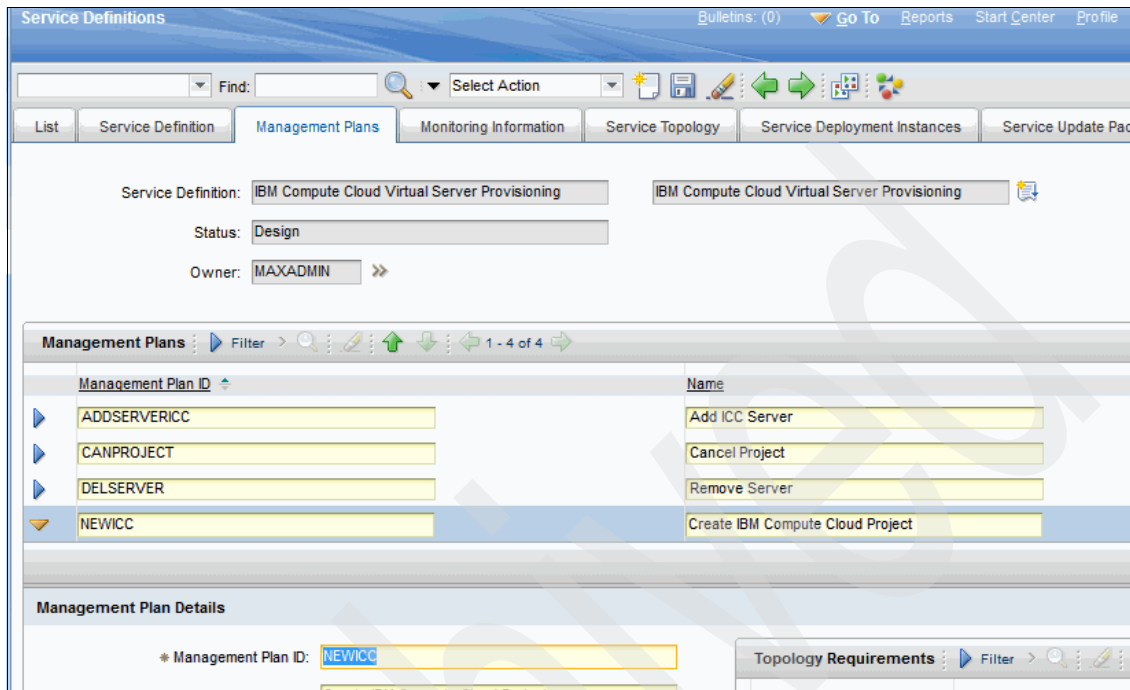 Service Definitions Bulletins: (0) Go To Reports Start Center Profile
Find: Select Action
List Service Definition Management Plans Monitoring Information Service Topology Service Deployment Instances Service Update Pac
Service Definition: IBM Compute Cloud Virtual Server Provisioning IBM Compute Cloud Virtual Server Provisioning
Status: Design
Owner: MAXADMIN
Management Plans Filter 1 - 4 of 4
Management Plan ID Name
ADDSERVERICC Add ICC Server
CANPROJECT Cancel Project
DELSERVER Remove Server
NEWICC Create IBM Compute Cloud Project
Management Plan Details
Management Plan ID: NEWICC
Topology Requirements Filter